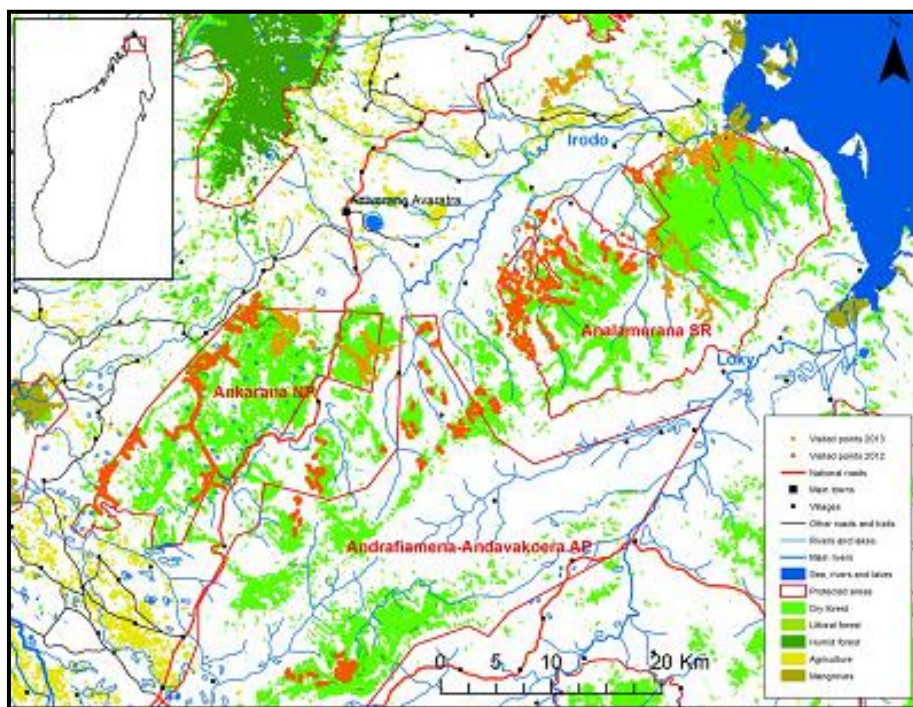 N
Irodo
Anivorano Avaratra
Analamerana SR
Ankarana NP
Loky
Andrafiamena-Andavakoera AP
0 5 10 20 Km
Visited points 2013
Visited points 2012
National roads
Main towns
Villages
Other roads and trails
Rivers and lakes
Main rivers
Sea, rivers and lakes
Protected areas
Dry forest
Littoral forest
Humid forest
Agriculture
Mangroves